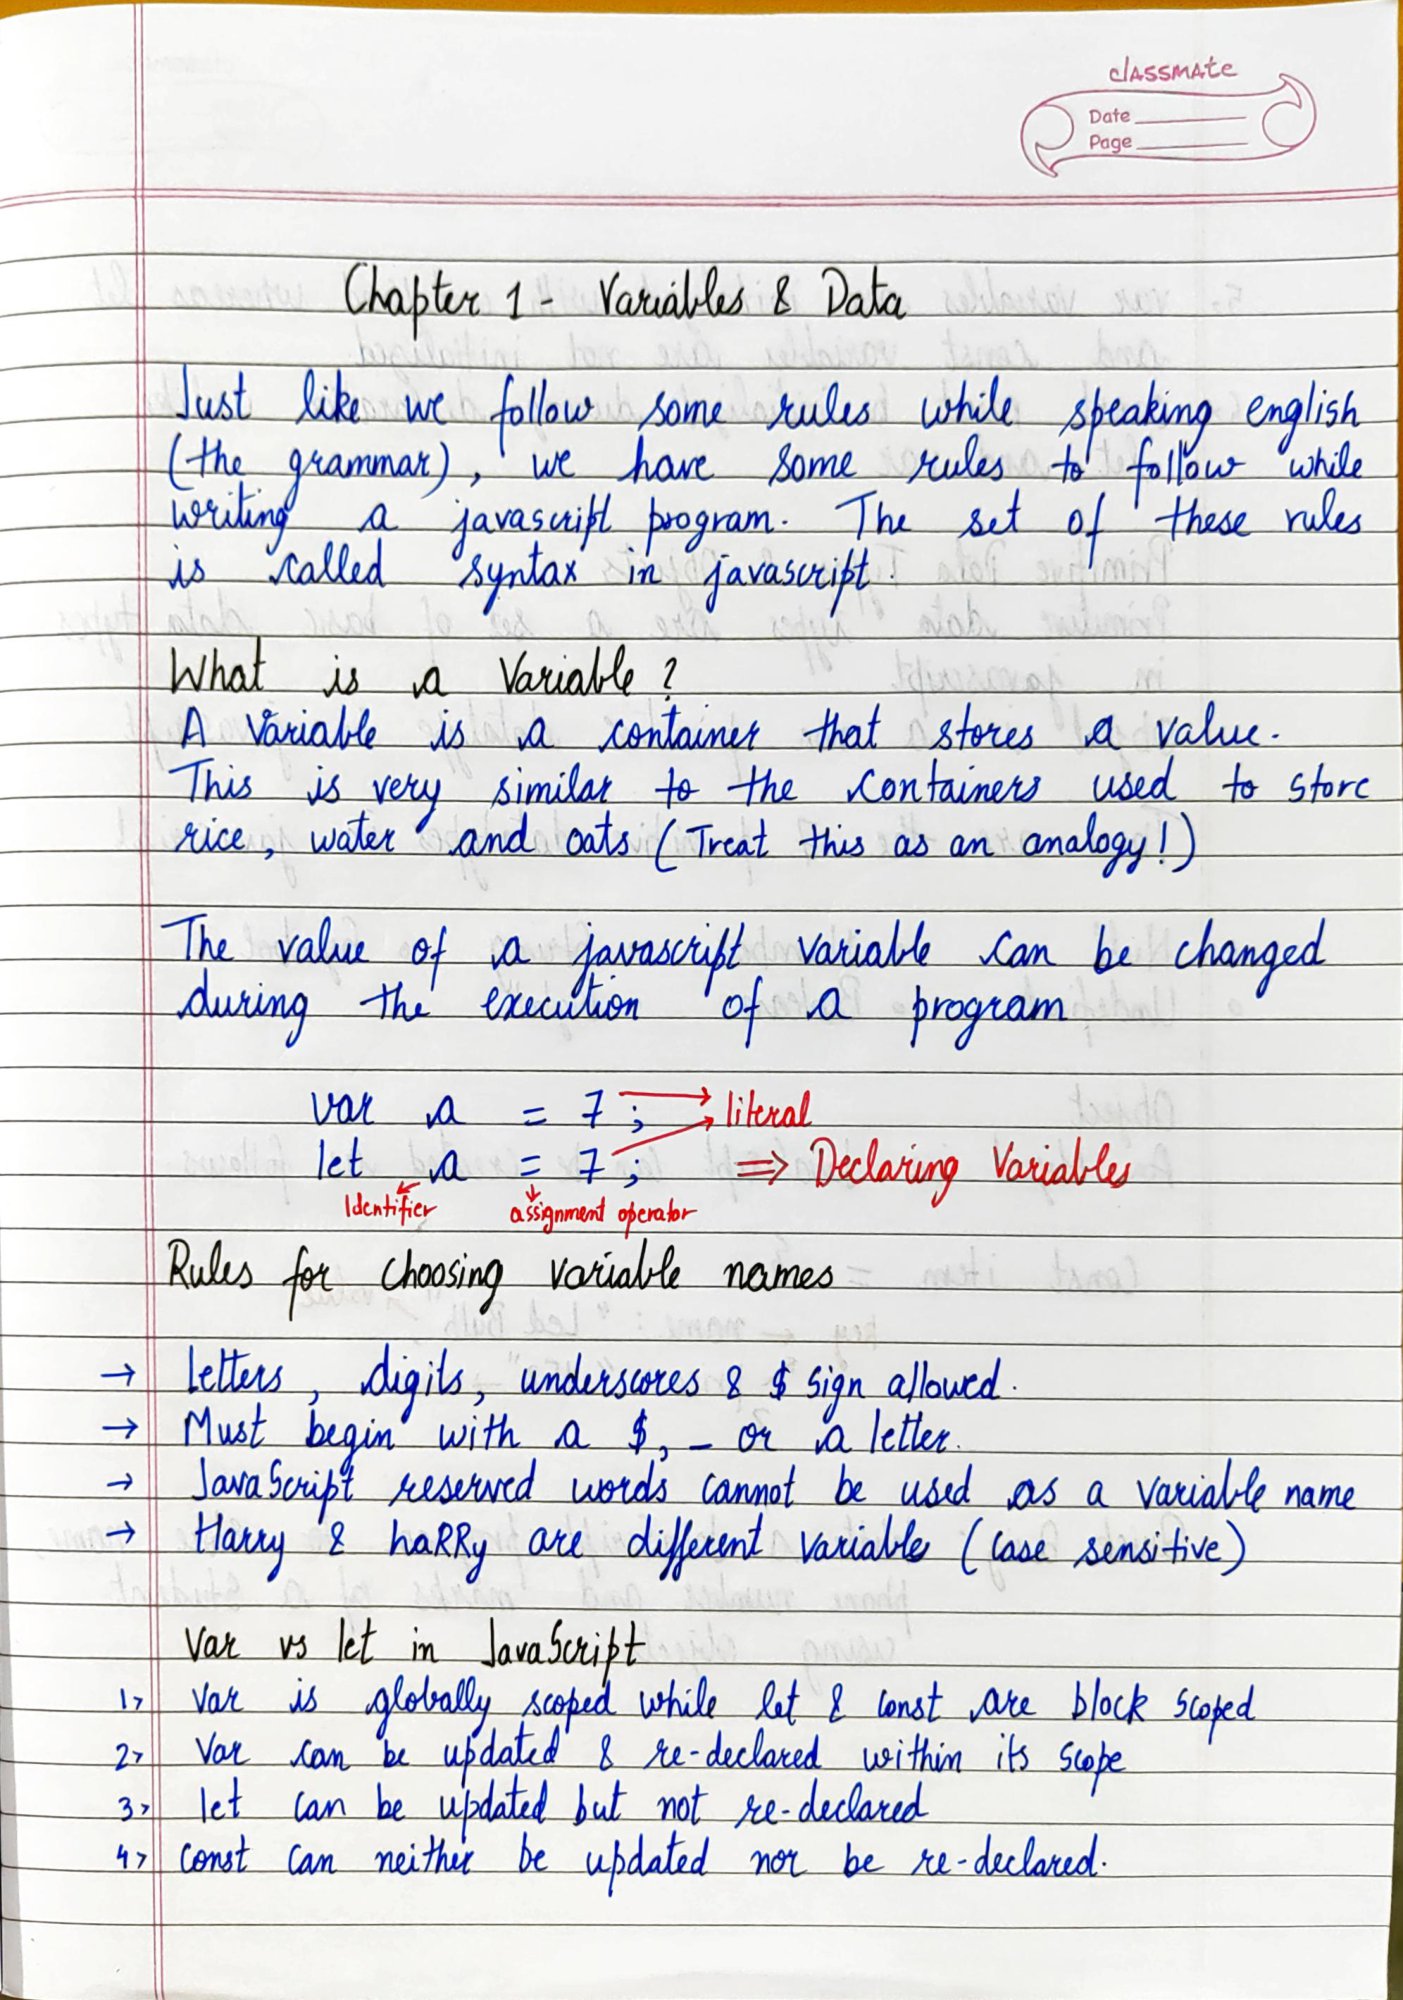 classmate
Date
Page
Chapter 1 - Variables & Data
Just like we follow some rules while speaking english
(the grammar), we have some rules to follow while
writing a javascript program. The set of these rules
is called syntax in javascript.
What is a Variable?
A Variable is a container that stores a value.
This is very similar to the containers used to store
rice, water and oats (Treat this as an analogy!)
The value of a javascript variable can be changed
during the execution of a program
var a = 7; → literal
let a = 7; ⇒ Declaring Variables
Identifier assignment operator
Rules for choosing variable names
→ Letters, digits, underscores & $ sign allowed.
→ Must begin with a $, _ or a letter.
→ JavaScript reserved words cannot be used as a variable name
→ Harry & haRRy are different variables (case sensitive)
Var vs let in JavaScript
1> Var is globally scoped while let & const are block scoped
2> Var can be updated & re-declared within its scope
3> let can be updated but not re-declared
4> const can neither be updated nor be re-declared.